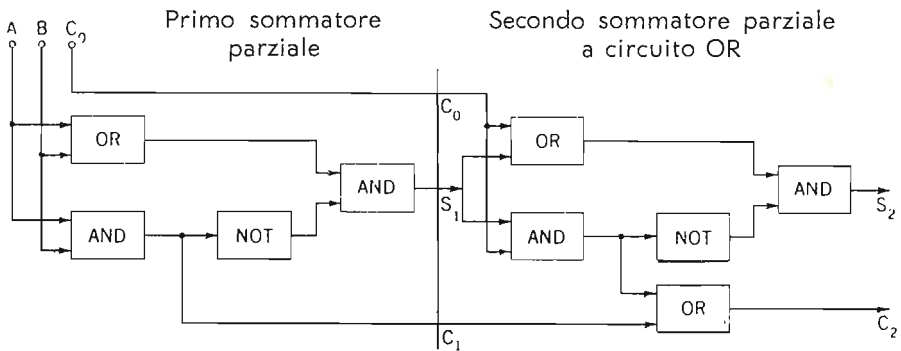 Primo sommatore
parziale
Secondo sommatore parziale
a circuito OR
A B C₀
C₀
OR
OR
AND
AND
S₁
S₂
AND
NOT
AND
NOT
OR
C₁
C₂